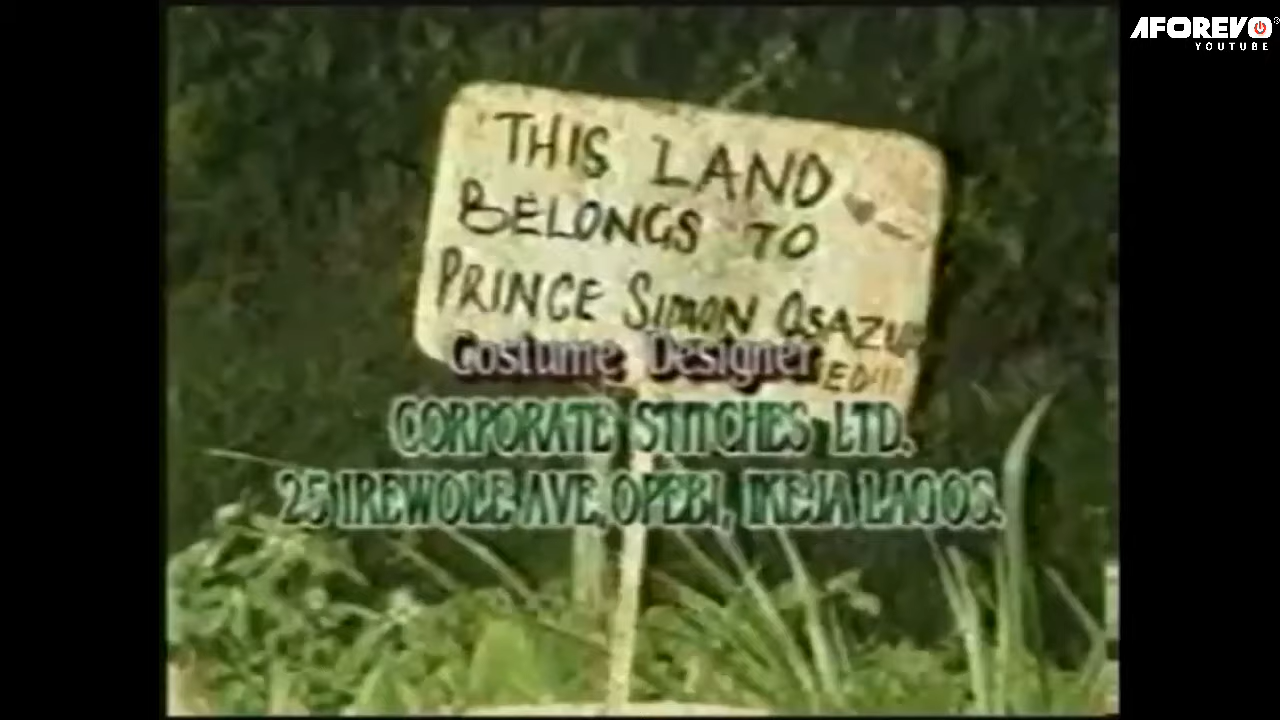 AFOREVO
YOUTUBE
THIS LAND
BELONGS TO
PRINCE SIMON
Costume Designer
CORPORATE STITCHES LTD.
25 IREWOLE AVE, OPEBI, IKEJA LAGOS.